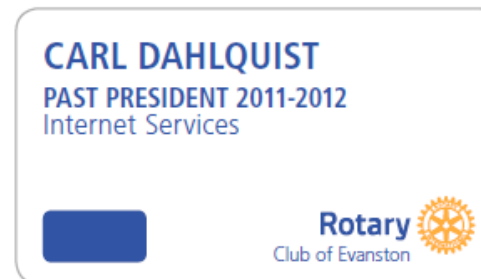 CARL DAHLQUIST
PAST PRESIDENT 2011-2012
Internet Services
Rotary
Club of Evanston